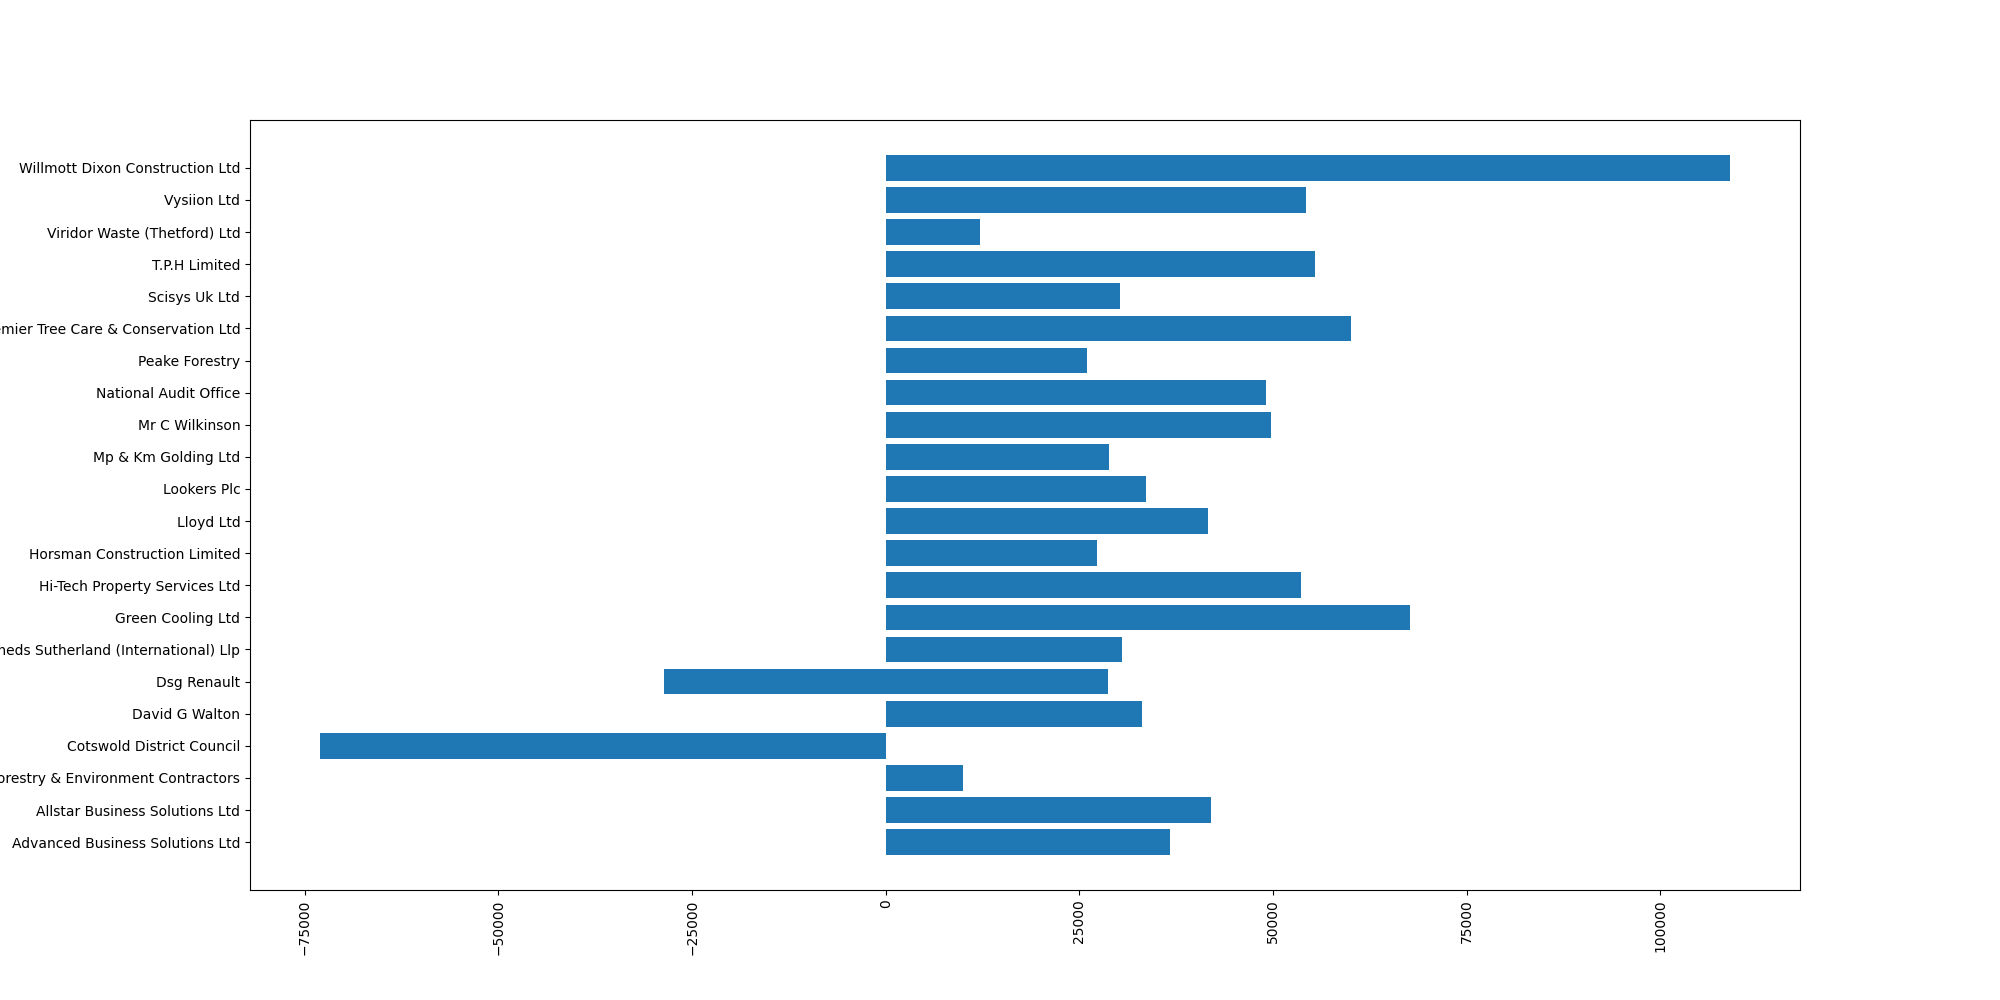 Willmott Dixon Construction Ltd
Vysiion Ltd
Viridor Waste (Thetford) Ltd
T.P.H Limited
Scisys Uk Ltd
Tree Care & Conservation Ltd
Peake Forestry
National Audit Office
Mr C Wilkinson
Mp & Km Golding Ltd
Lookers Plc
Lloyd Ltd
Horsman Construction Limited
Hi-Tech Property Services Ltd
Green Cooling Ltd
Sutherland (International) Llp
Dsg Renault
David G Walton
Cotswold District Council
& Environment Contractors
Allstar Business Solutions Ltd
Advanced Business Solutions Ltd
−75000
−50000
−25000
0
25000
50000
75000
100000